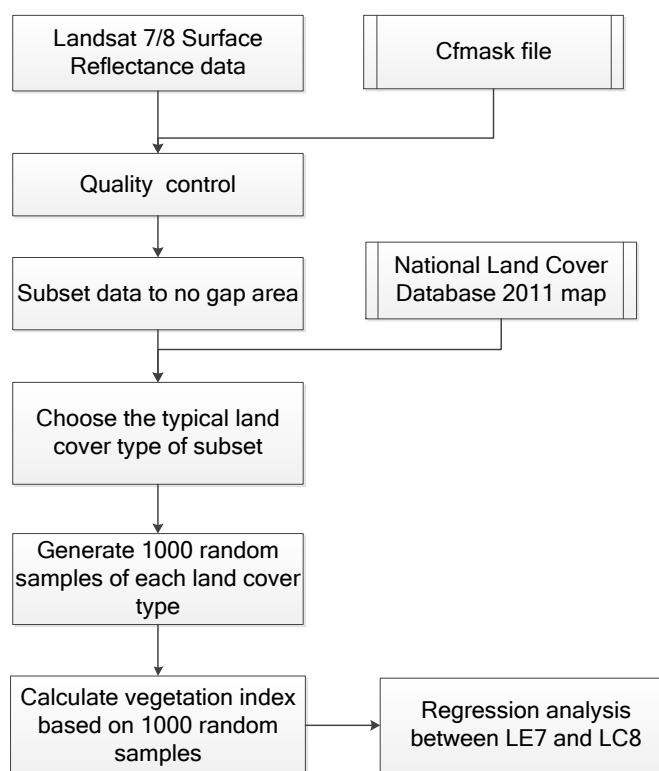 Landsat 7/8 Surface
Reflectance data
Cfmask file
Quality control
Subset data to no gap area
National Land Cover
Database 2011 map
Choose the typical land
cover type of subset
Generate 1000 random
samples of each land cover
type
Calculate vegetation index
based on 1000 random
samples
Regression analysis
between LE7 and LC8